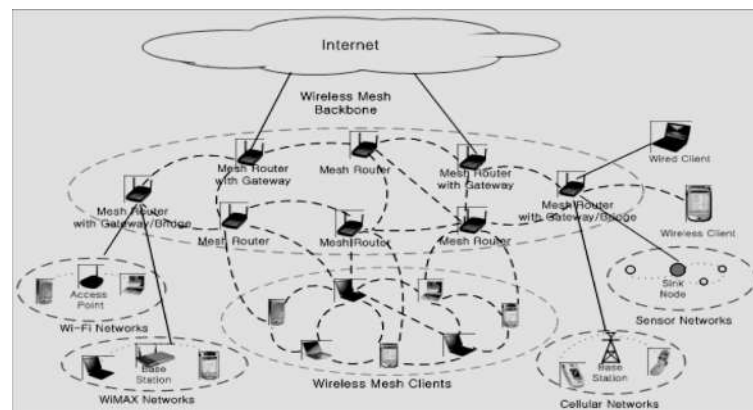 Internet
Wireless Mesh
Backbone
Wired Client
Mesh Router
with Gateway
Mesh Router
Mesh Router
with Gateway
Mesh Router
with Gateway/Bridge
Mesh Router
with Gateway/Bridge
Wireless Client
Mesh Router
Mesh Router
Mesh Router
Access
Point
Wi-Fi Networks
Sink
Node
Sensor Networks
Base
Station
WiMAX Networks
Wireless Mesh Clients
Base
Station
Cellular Networks